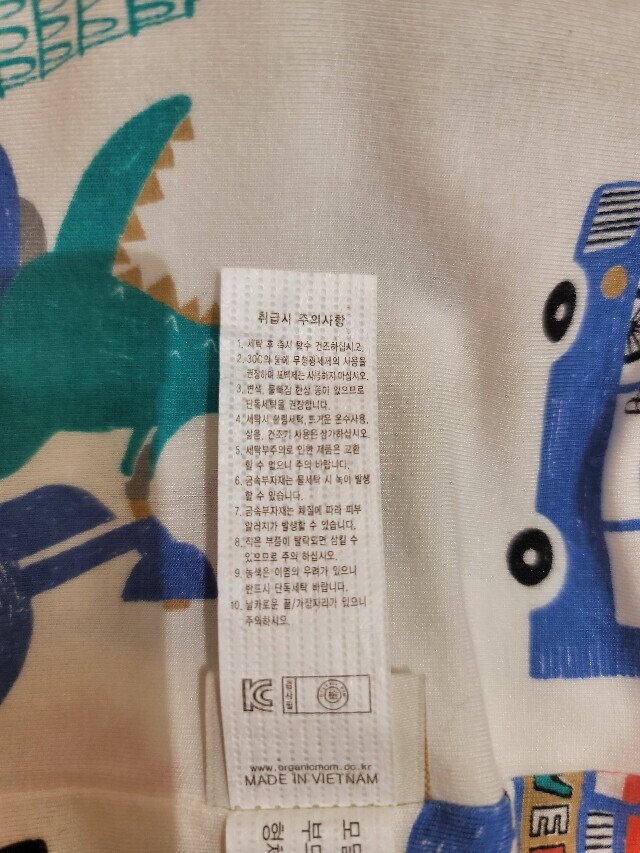 취급시 주의사항
1. 세탁 후 즉시 탈수 건조하십시오.
2. 30C의 물에 무형광세제의 사용을
권장하며 표백제는 사용하지 마십시오.
3. 변색, 물빠짐 현상 등이 있으므로
단독세탁을 권장합니다.
4. 세탁시 알림세탁, 뜨거운 온수사용,
삶음, 건조기 사용은 삼가하십시오.
5. 세탁부주의로 인한 제품은 교환
될 수 없으니 주의 바랍니다.
6. 금속부자재는 물세탁 시 녹이 발생
할 수 있습니다.
7. 금속부자재는 체질에 따라 피부
알러지가 발생할 수 있습니다.
8. 작은 부품이 탈락되면 삼킬 수
있으므로 주의 하십시오.
9. 농색은 이염의 우려가 있으니
반드시 단독세탁 바랍니다.
10. 날카로운 끝/가장자리가 있으니
주의하시오.
KC 검사필
www.organicmom.co.kr
MADE IN VIETNAM